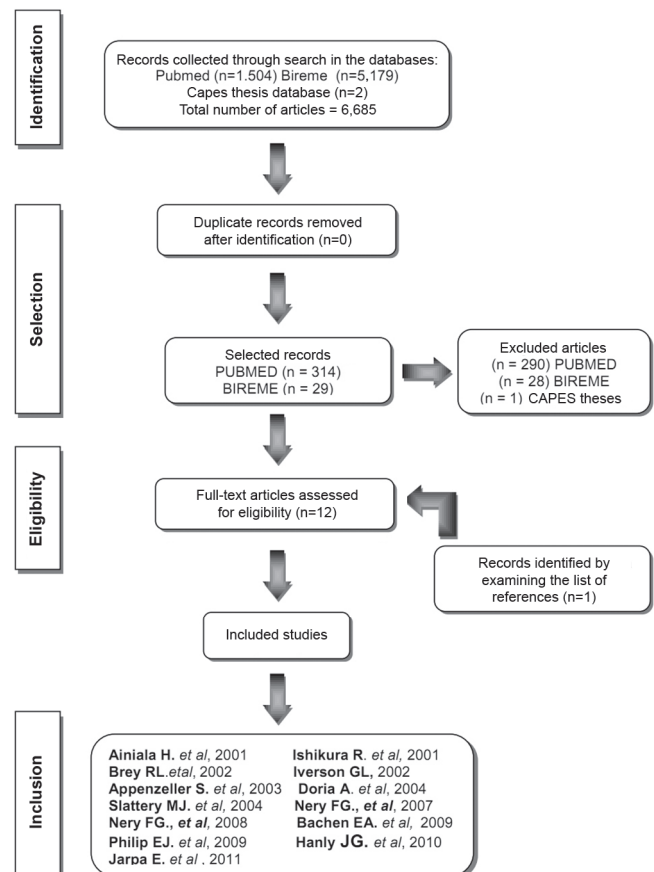 Identification
Records collected through search in the databases:
Pubmed (n=1.504) Bireme (n=5,179)
Capes thesis database (n=2)
Total number of articles = 6,685
Selection
Duplicate records removed
after identification (n=0)
Selected records
PUBMED (n = 314)
BIREME (n = 29)
Excluded articles
(n = 290) PUBMED
(n = 28) BIREME
(n = 1) CAPES theses
Eligibility
Full-text articles assessed
for eligibility (n=12)
Records identified by
examining the list of
references (n=1)
Included studies
Inclusion
Ainiala H. et al, 2001 Ishikura R. et al, 2001
Brey RL.etal, 2002 Iverson GL, 2002
Appenzeller S. et al, 2003 Doria A. et al, 2004
Slattery MJ. et al, 2004 Nery FG., et al, 2007
Nery FG., et al, 2008 Bachen EA. et al, 2009
Philip EJ. et al, 2009 Hanly JG. et al, 2010
Jarpa E. et al . 2011